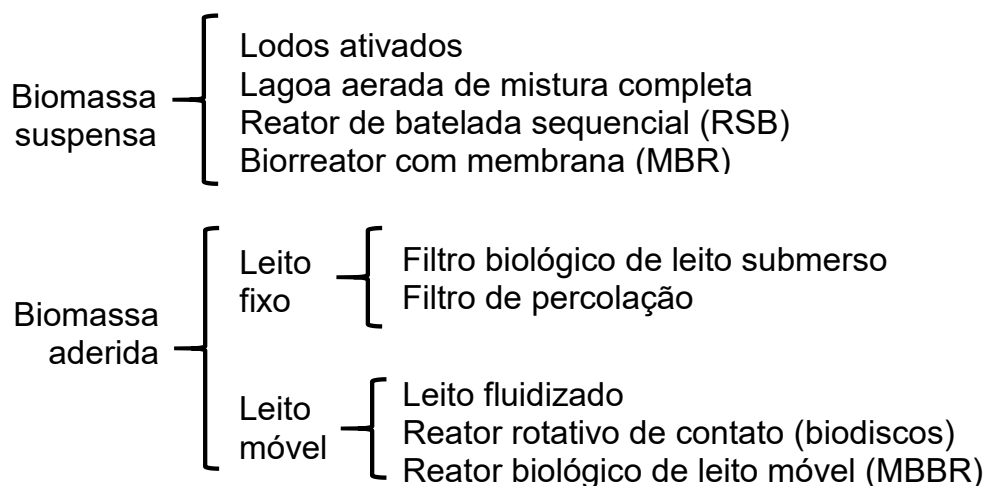 Biomassa
suspensa
Lodos ativados
Lagoa aerada de mistura completa
Reator de batelada sequencial (RSB)
Biorreator com membrana (MBR)
Biomassa
aderida
Leito
fixo
Filtro biológico de leito submerso
Filtro de percolação
Leito
móvel
Leito fluidizado
Reator rotativo de contato (biodiscos)
Reator biológico de leito móvel (MBBR)